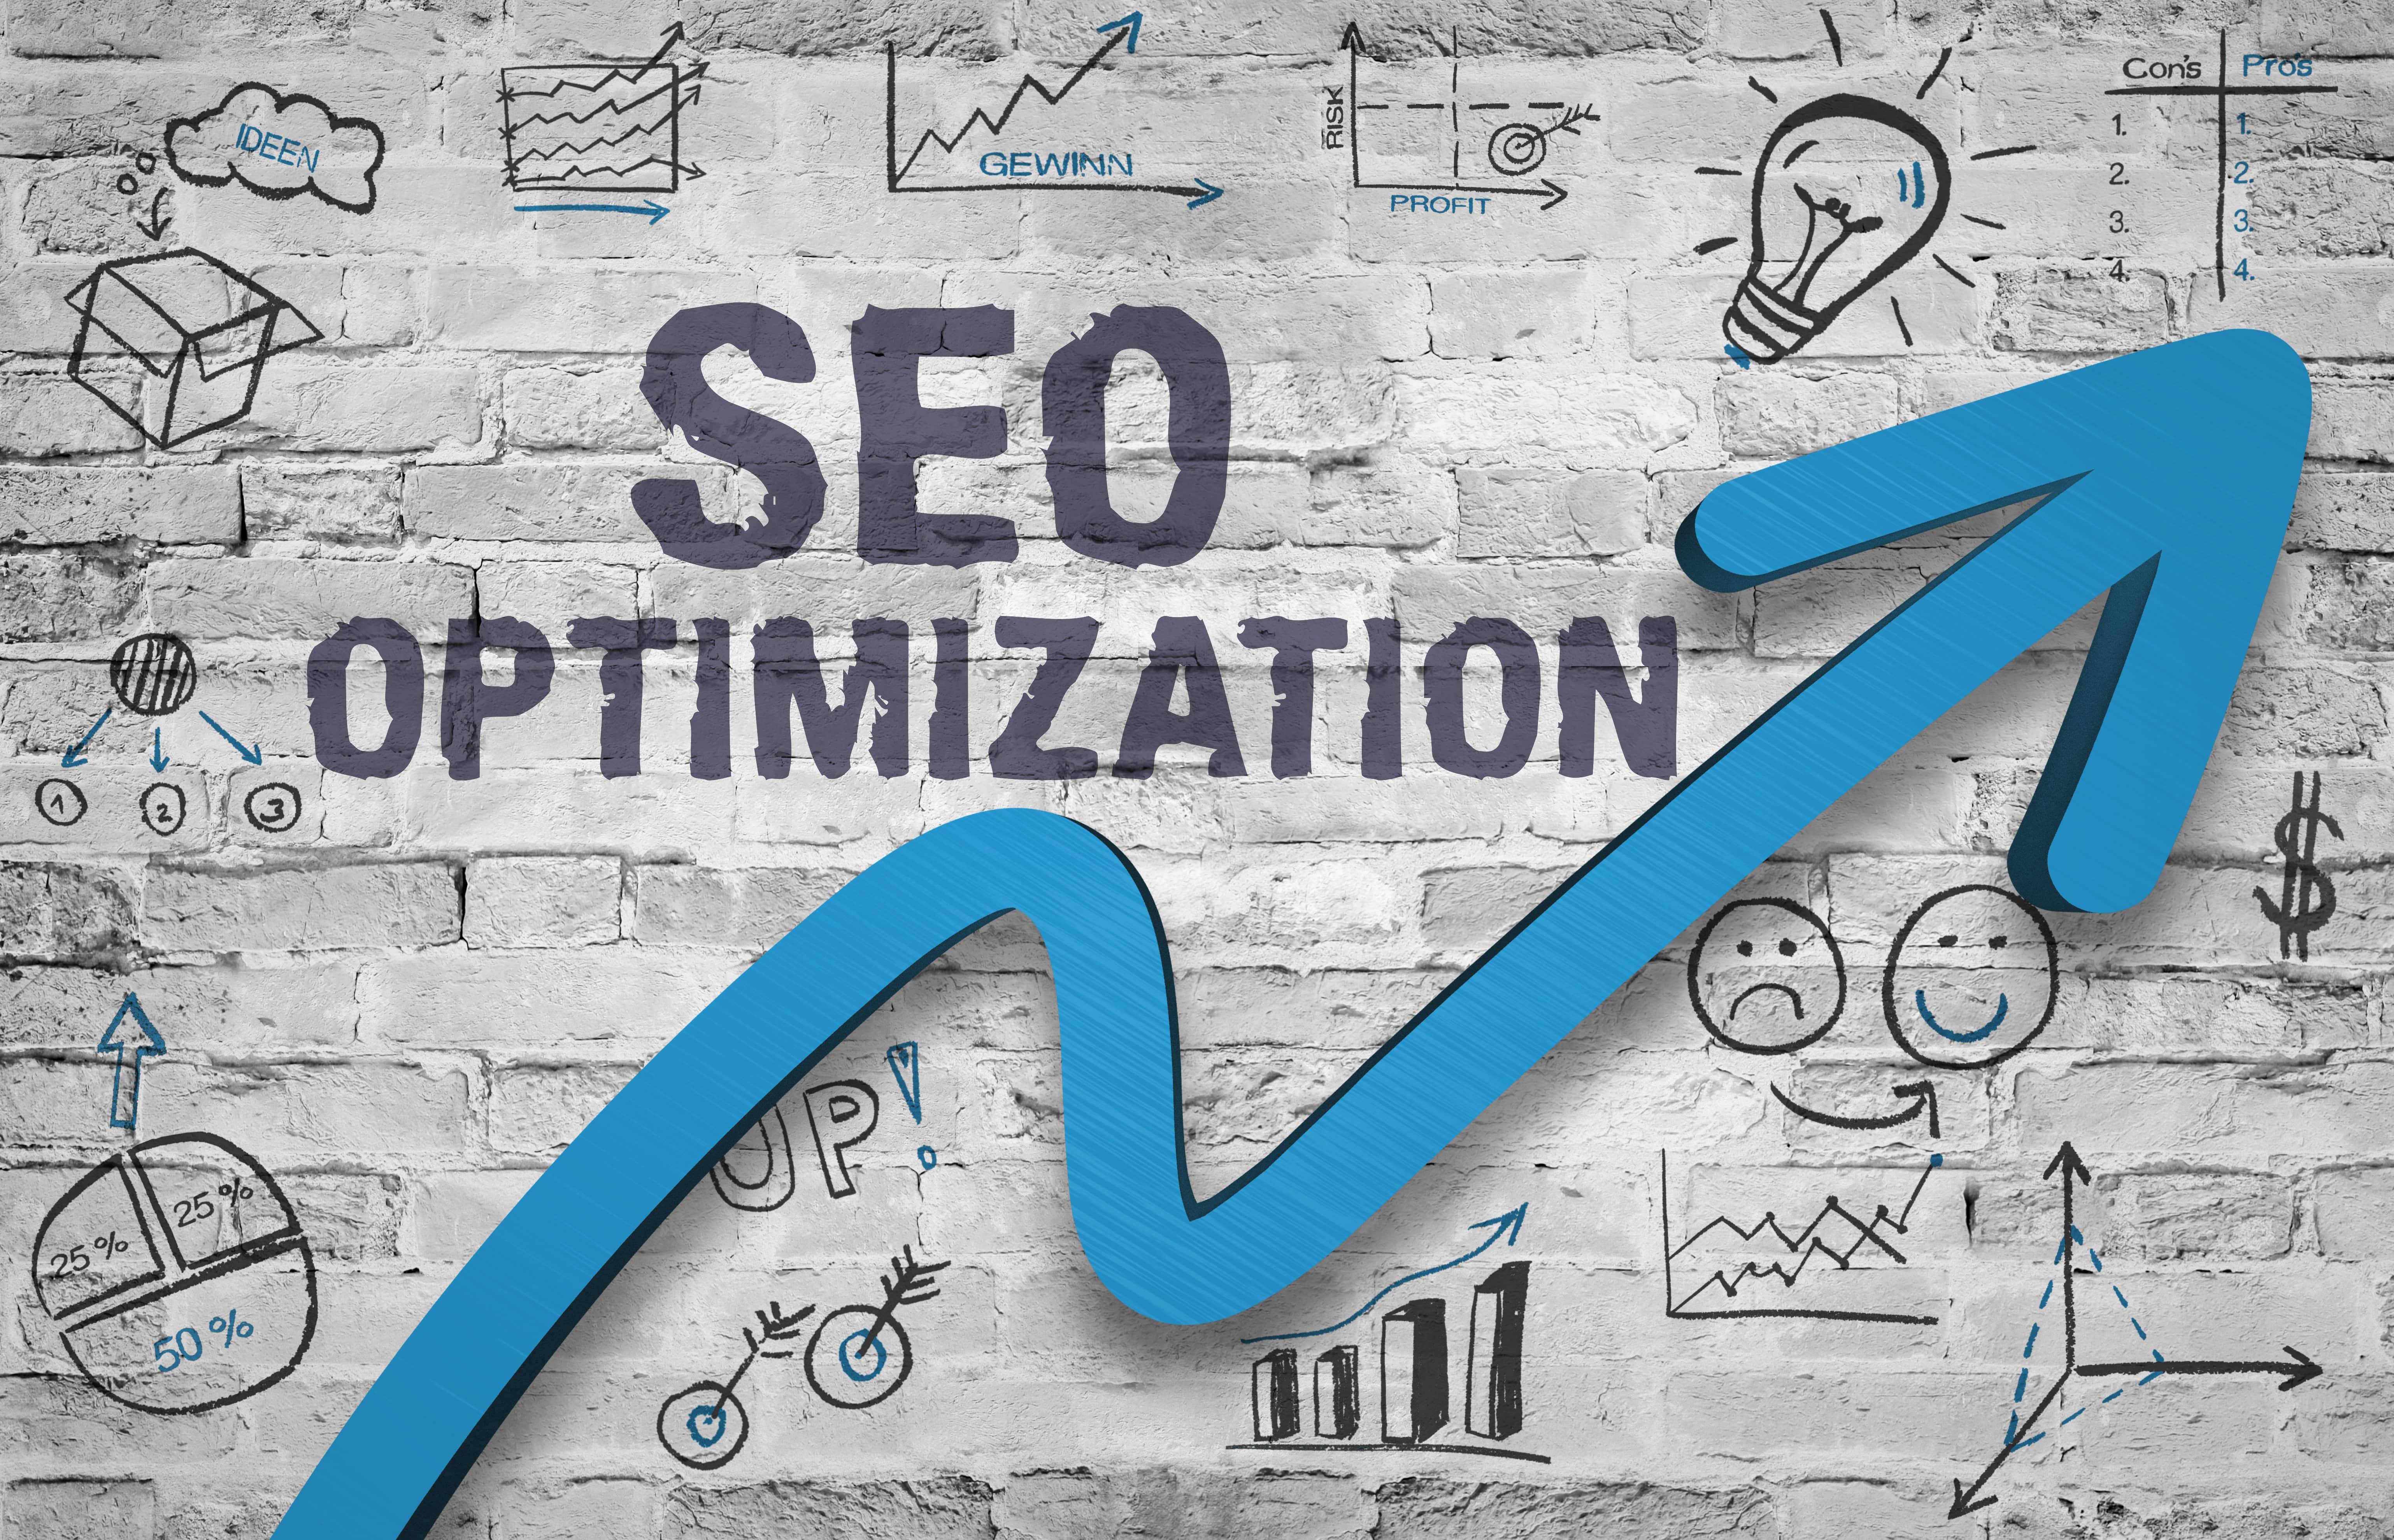 IDEEN
GEWINN
RISK
PROFIT
Con's Pro's
1. 1.
2. 2.
3. 3.
4. 4.
SEO
OPTIMIZATION
1 2 3
$
UP!
25% 25%
50%